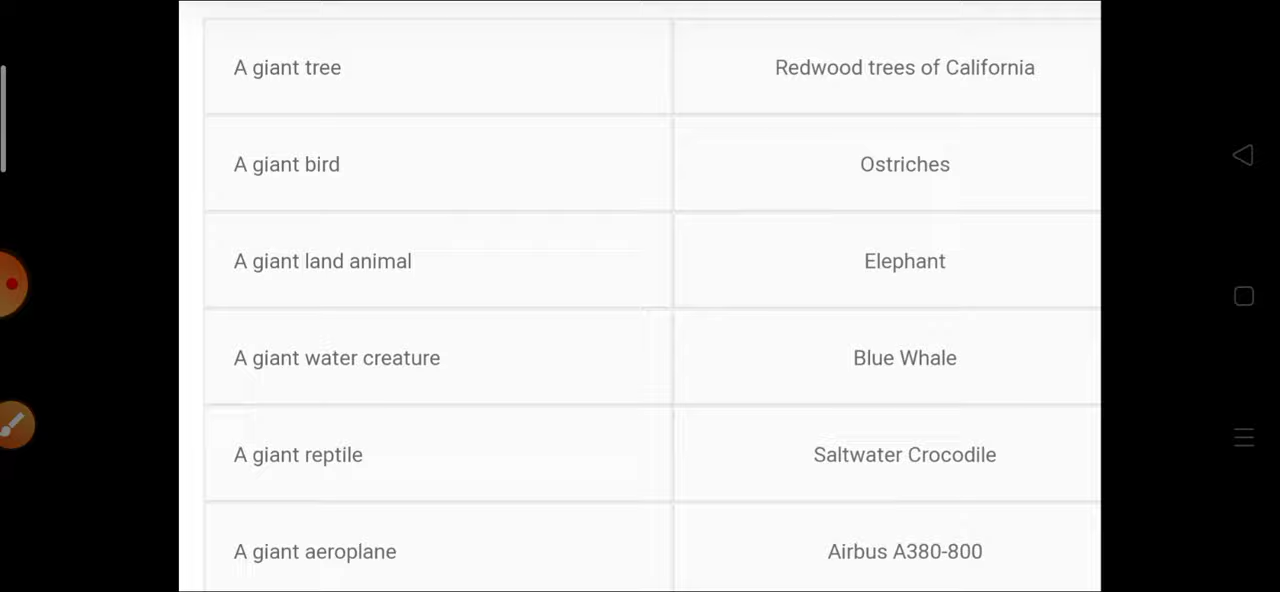 A giant tree
Redwood trees of California
A giant bird
Ostriches
A giant land animal
Elephant
A giant water creature
Blue Whale
A giant reptile
Saltwater Crocodile
A giant aeroplane
Airbus A380-800